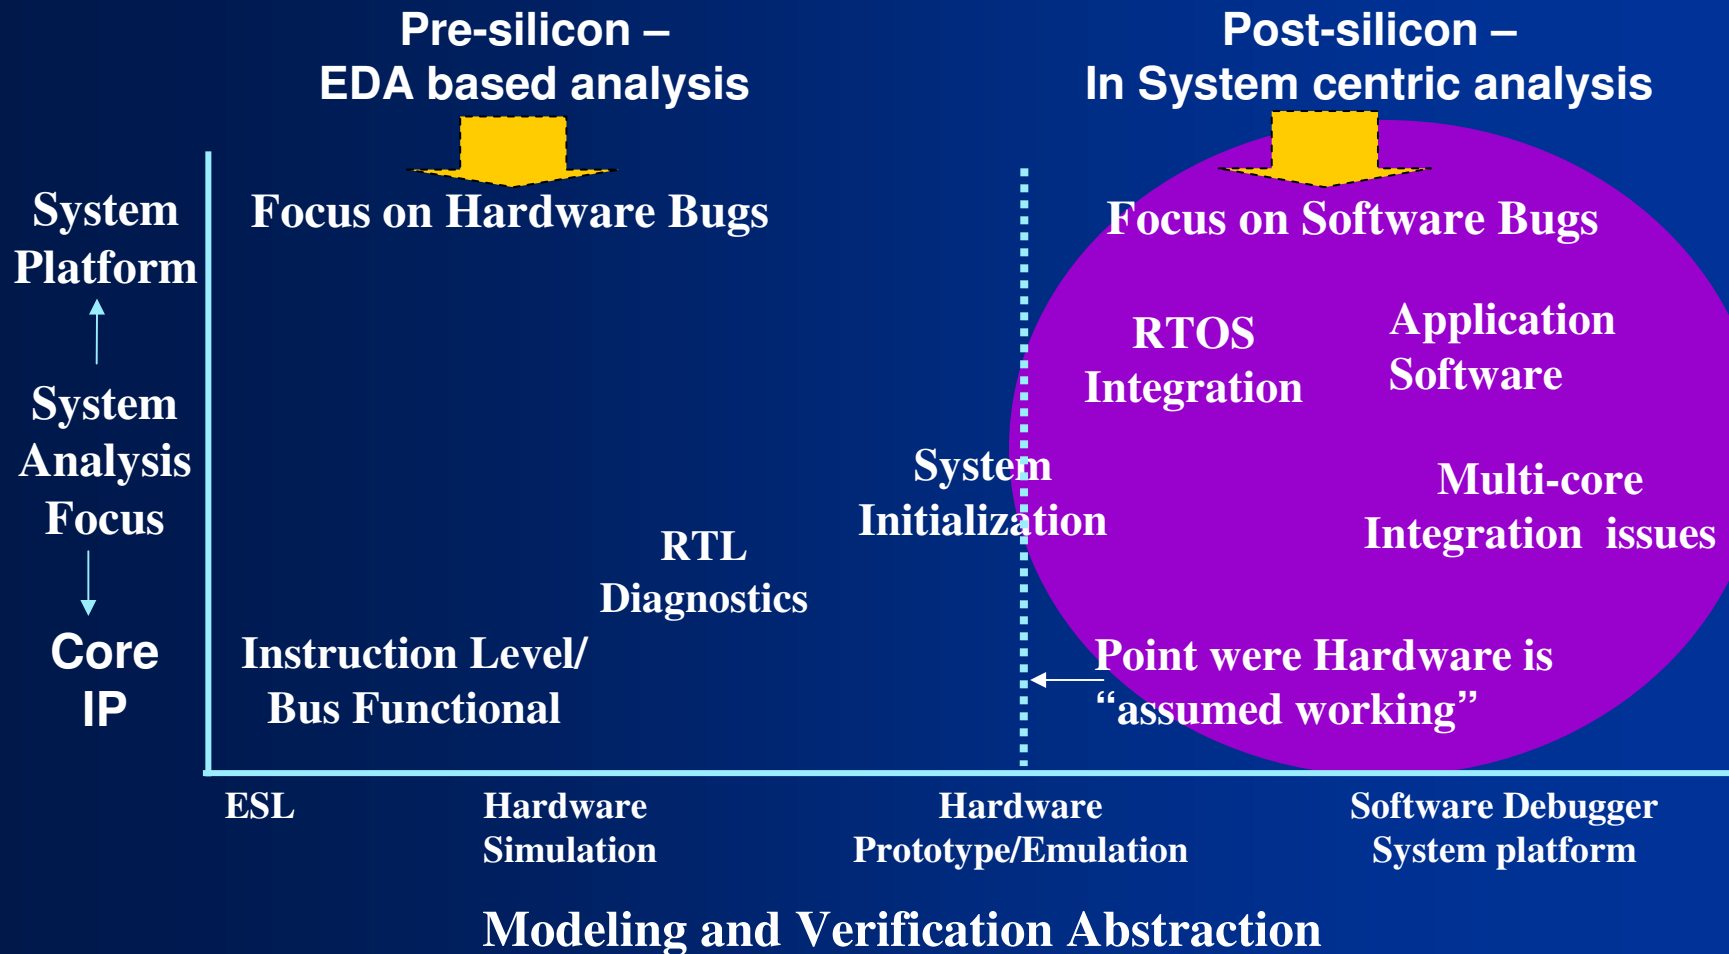 Pre-silicon –
EDA based analysis
Post-silicon –
In System centric analysis
System
Platform
Focus on Hardware Bugs
Focus on Software Bugs
RTOS
Integration
Application
Software
System
Analysis
Focus
System
Initialization
Multi-core
Integration issues
RTL
Diagnostics
Core
IP
Instruction Level/
Bus Functional
Point were Hardware is
“assumed working”
ESL
Hardware
Simulation
Hardware
Prototype/Emulation
Software Debugger
System platform
Modeling and Verification Abstraction